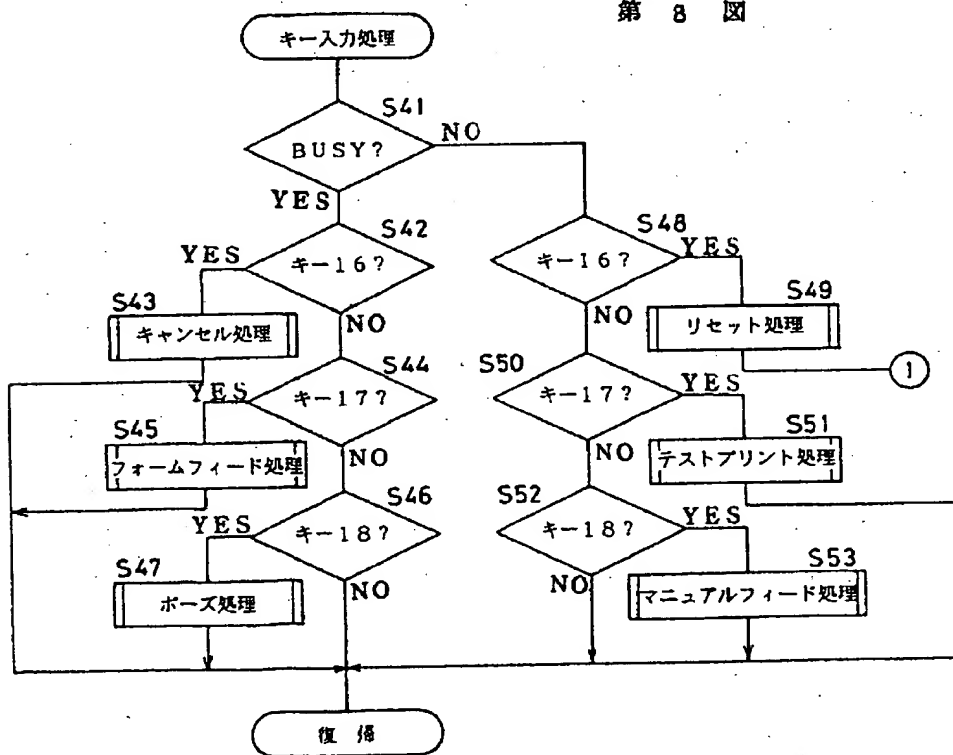 第 8 図
キー入力処理
S41
BUSY?
NO
YES
S42
キー16?
YES
NO
S48
キー16?
YES
NO
S43
キャンセル処理
S49
リセット処理
1
S44
キー17?
YES
NO
S50
キー17?
YES
NO
S45
フォームフィード処理
S51
テストプリント処理
S46
キー18?
YES
NO
S52
キー18?
YES
NO
S47
ポーズ処理
S53
マニュアルフィード処理
復帰